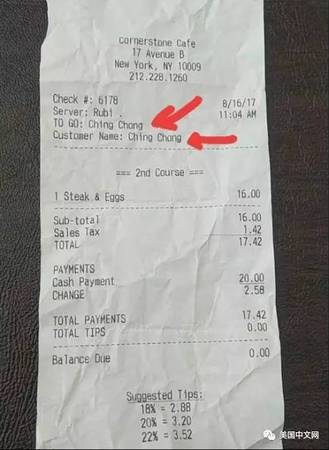 Cornerstone Cafe
17 Avenue B
New York, NY 10009
212.228.1260
Check #: 6178 8/16/17
Server: Rubi . 11:04 AM
TO GO: Ching Chong
Customer Name: Ching Chong
=== 2nd Course ===
1 Steak & Eggs 16.00
Sub-total 16.00
Sales Tax 1.42
TOTAL 17.42
PAYMENTS
Cash Payment 20.00
CHANGE 2.58
TOTAL PAYMENTS 17.42
TOTAL TIPS 0.00
Balance Due 0.00
Suggested Tips:
18% = 2.88
20% = 3.20
22% = 3.52
美国中文网